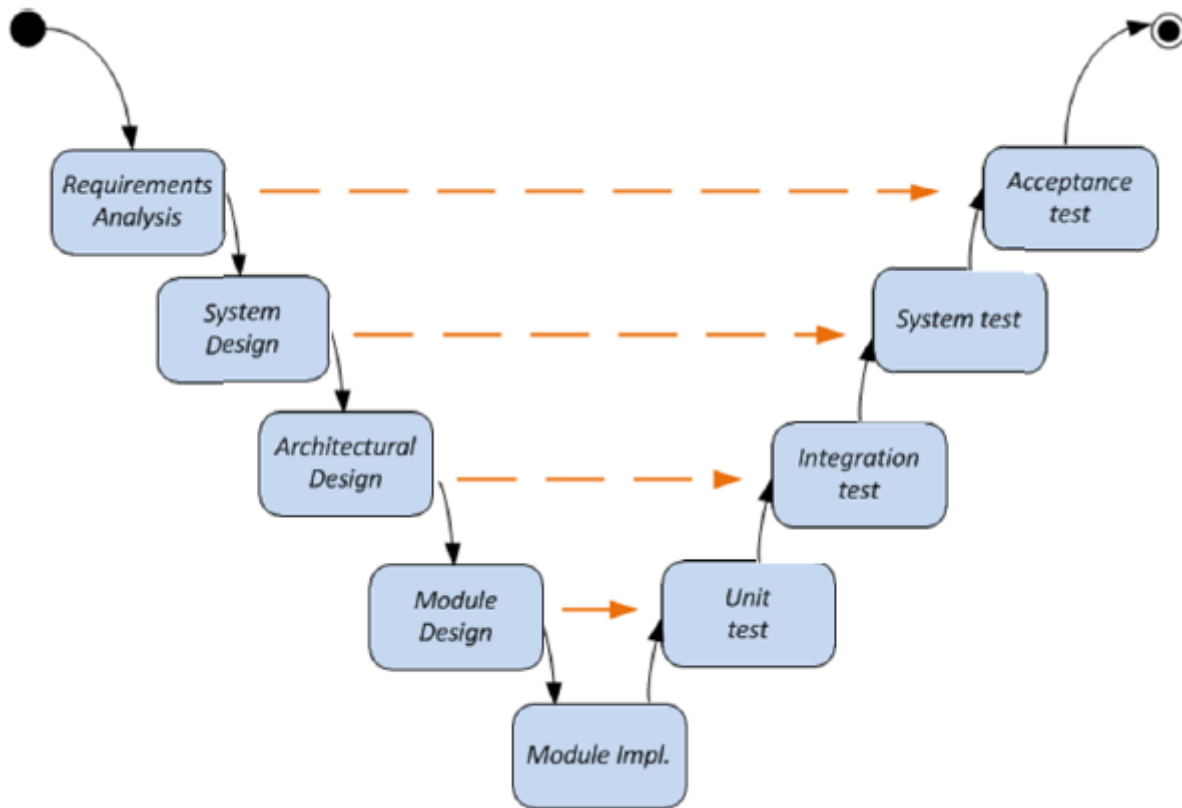 Requirements
Analysis
Acceptance
test
System
Design
System test
Architectural
Design
Integration
test
Module
Design
Unit
test
Module Impl.